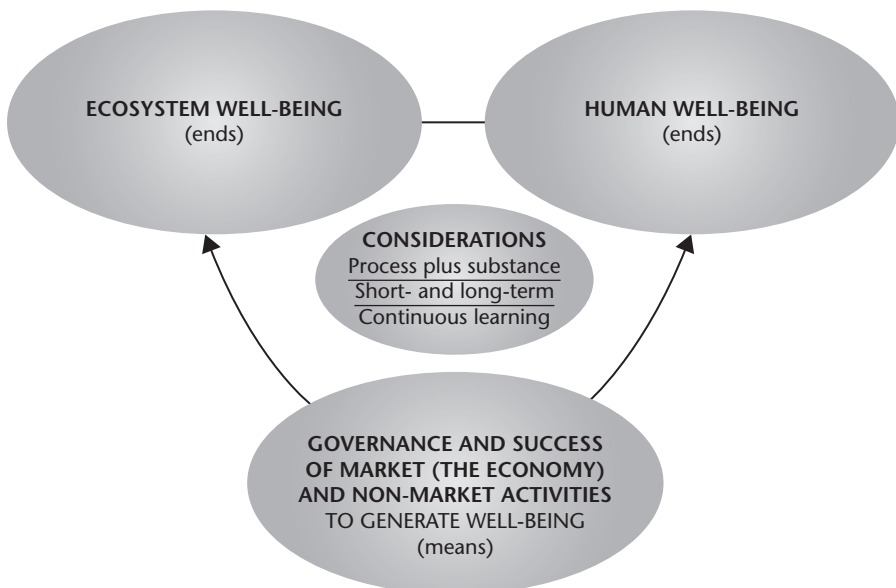 ECOSYSTEM WELL-BEING
(ends)
HUMAN WELL-BEING
(ends)
CONSIDERATIONS
Process plus substance
Short- and long-term
Continuous learning
GOVERNANCE AND SUCCESS
OF MARKET (THE ECONOMY)
AND NON-MARKET ACTIVITIES
TO GENERATE WELL-BEING
(means)